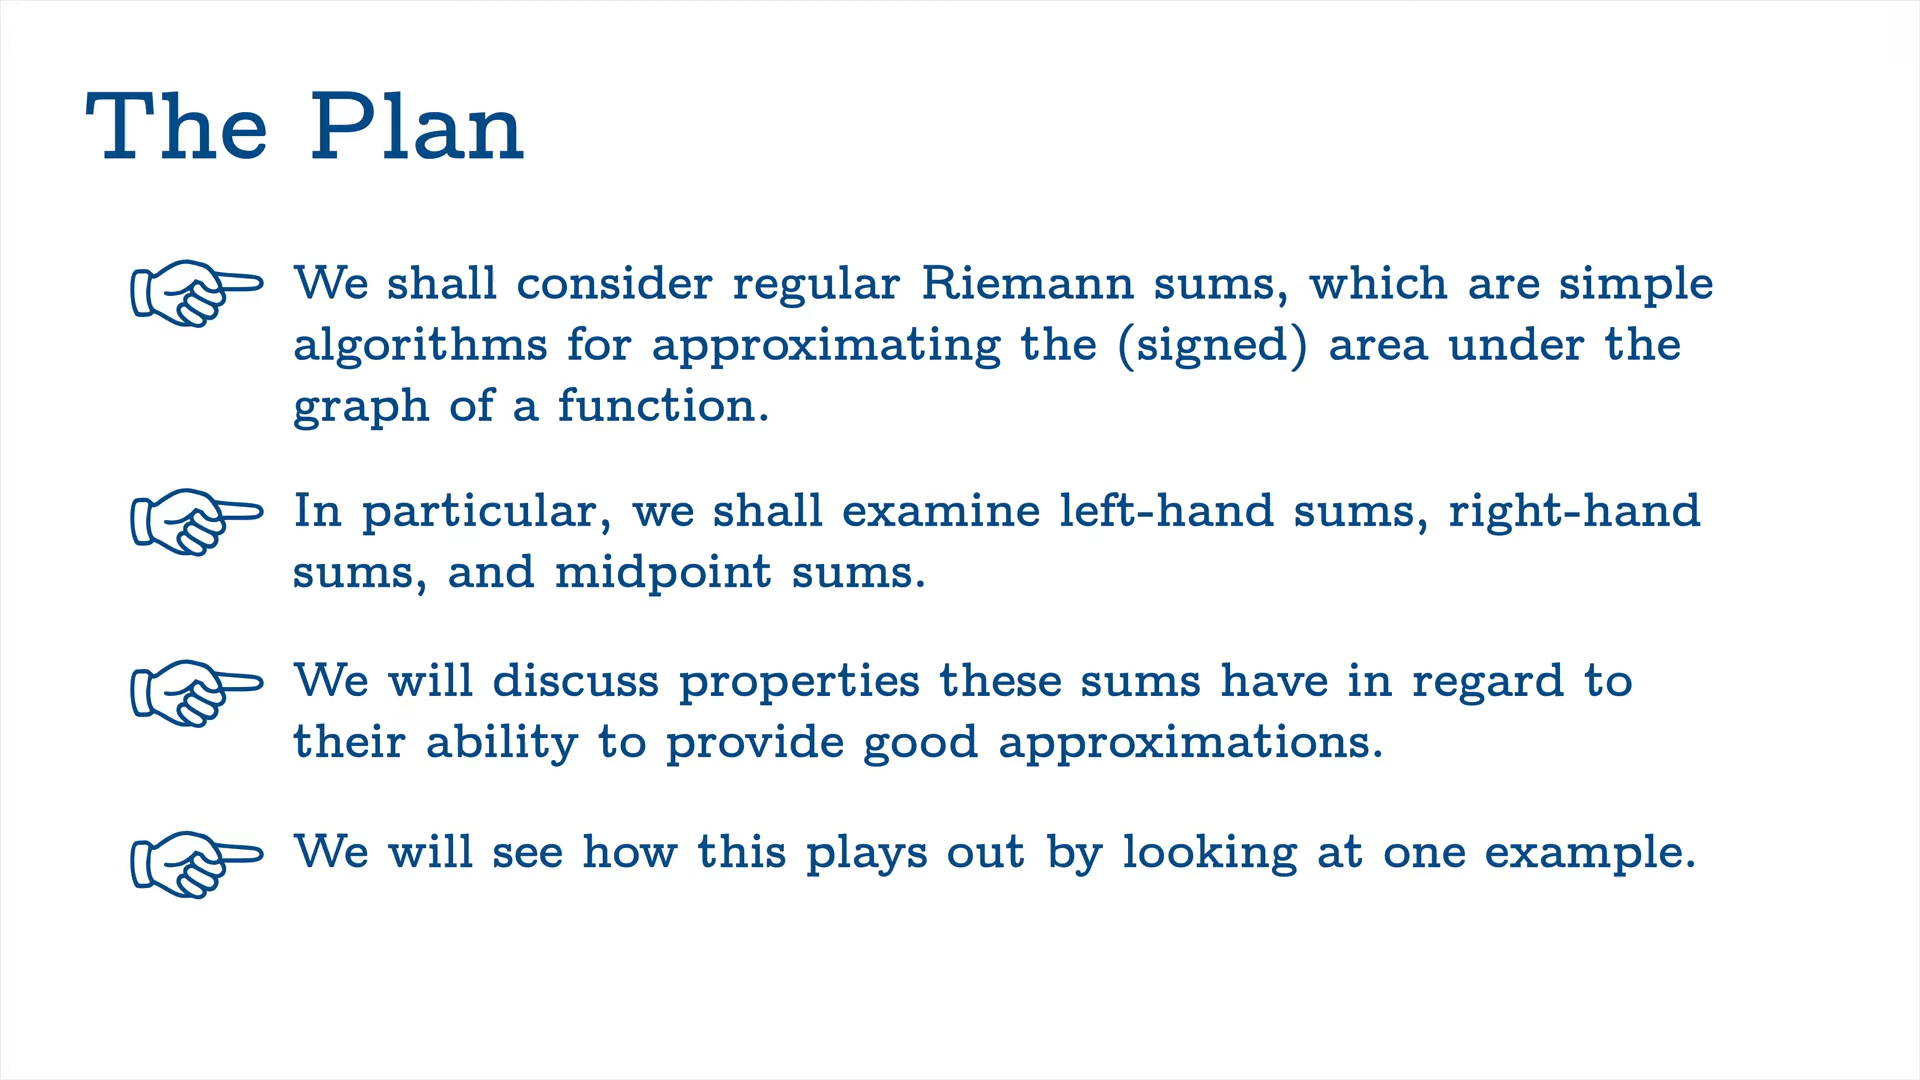 The Plan
We shall consider regular Riemann sums, which are simple
algorithms for approximating the (signed) area under the
graph of a function.
In particular, we shall examine left-hand sums, right-hand
sums, and midpoint sums.
We will discuss properties these sums have in regard to
their ability to provide good approximations.
We will see how this plays out by looking at one example.